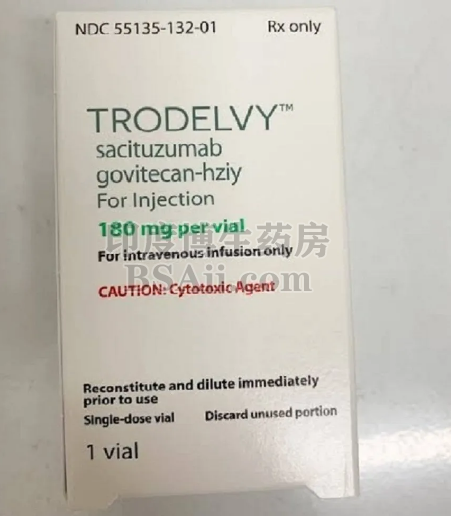 NDC 55135-132-01 Rx only
TRODELVY™
sacituzumab
govitecan-hziy
For Injection
180 mg per vial
印度博生药房
For intravenous infusion only
BSAii.com
CAUTION: Cytotoxic Agent
Reconstitute and dilute immediately
prior to use
Single-dose vial Discard unused portion
1 vial